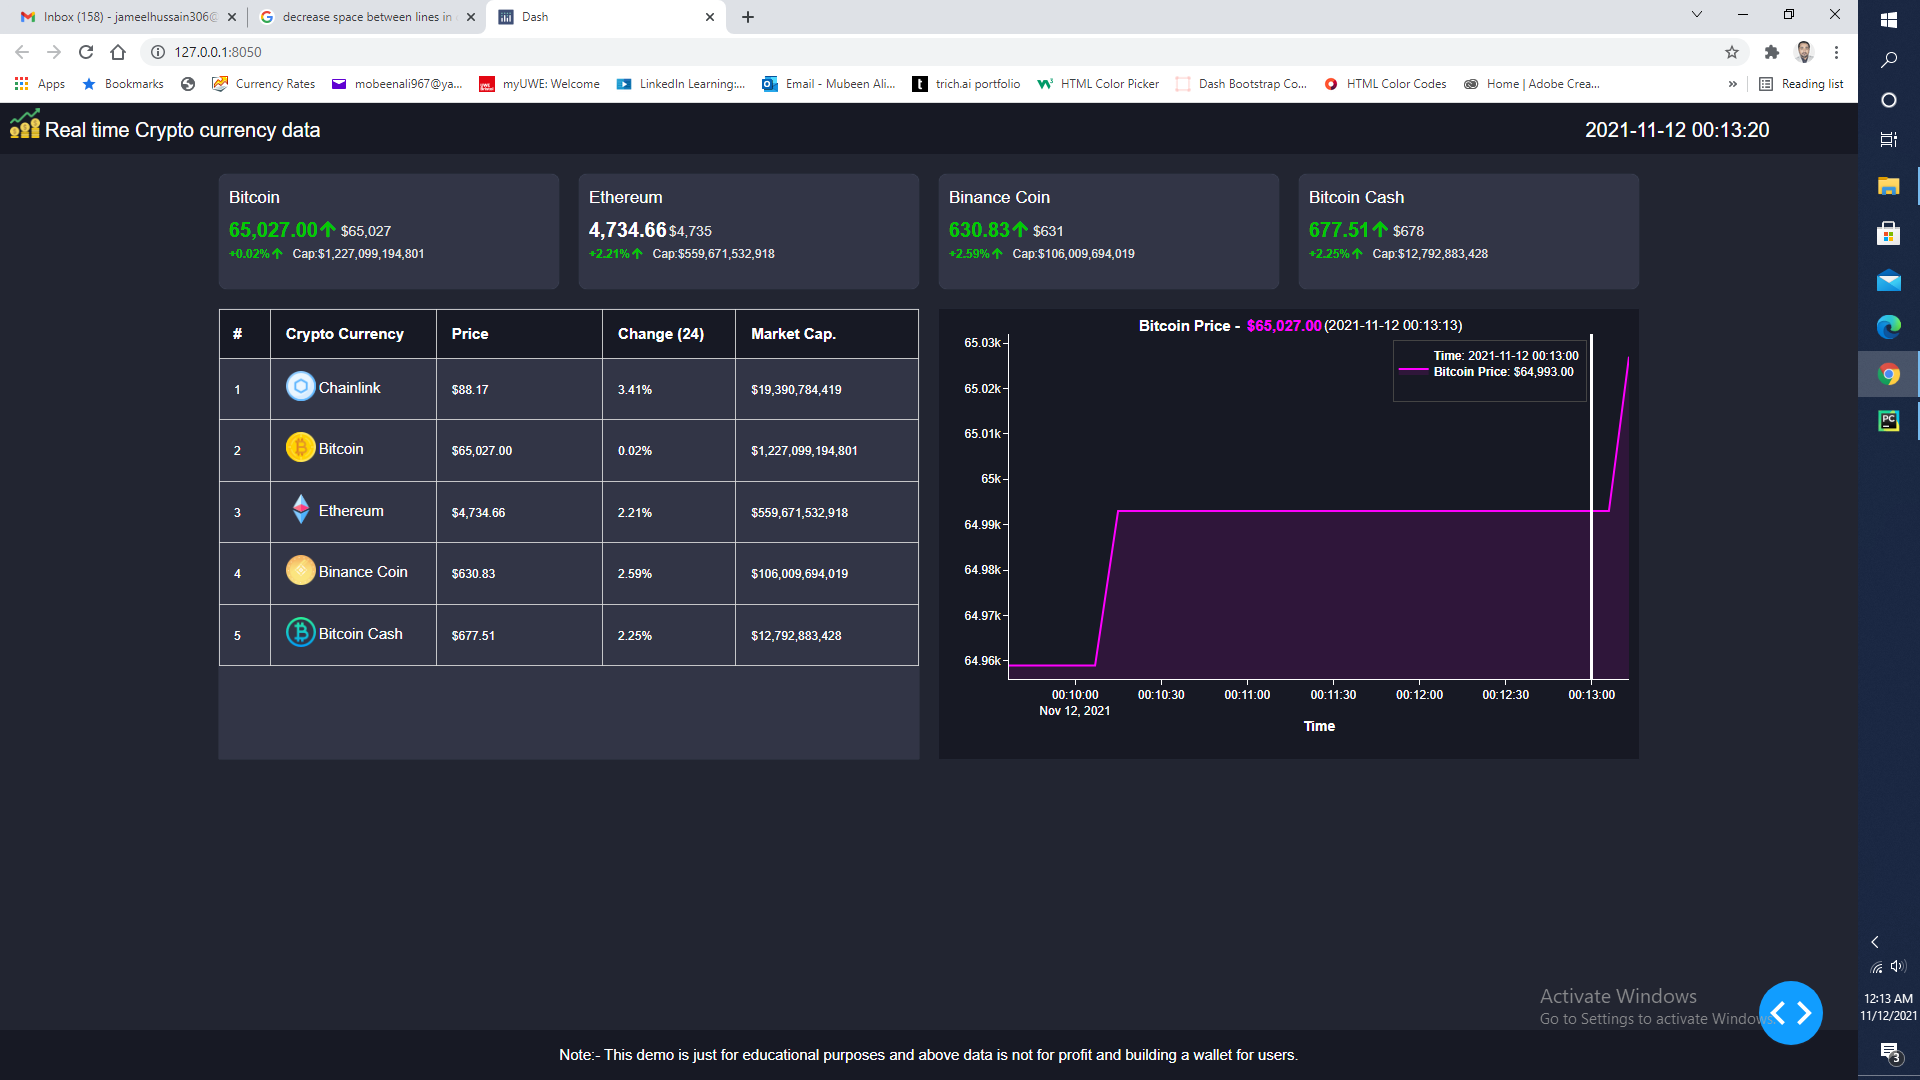 Inbox (158) - jameelhussain306@
decrease space between lines in
Dash
127.0.0.1:8050
Apps
Bookmarks
Currency Rates
mobeenali967@ya...
myUWE: Welcome
LinkedIn Learning:...
Email - Mubeen Ali...
trich.ai portfolio
HTML Color Picker
Dash Bootstrap Co...
HTML Color Codes
Home | Adobe Crea...
»
Reading list
Real time Crypto currency data
2021-11-12 00:13:20
Bitcoin
65,027.00 $65,027
+0.02% Cap:$1,227,099,194,801
Ethereum
4,734.66 $4,735
+2.21% Cap:$559,671,532,918
Binance Coin
630.83 $631
+2.59% Cap:$106,009,694,019
Bitcoin Cash
677.51 $678
+2.25% Cap:$12,792,883,428
# Crypto Currency Price Change (24) Market Cap.
1 Chainlink $88.17 3.41% $19,390,784,419
2 Bitcoin $65,027.00 0.02% $1,227,099,194,801
3 Ethereum $4,734.66 2.21% $559,671,532,918
4 Binance Coin $630.83 2.59% $106,009,694,019
5 Bitcoin Cash $677.51 2.25% $12,792,883,428
Bitcoin Price - $65,027.00 (2021-11-12 00:13:13)
Time: 2021-11-12 00:13:00
Bitcoin Price: $64,993.00
65.03k
65.02k
65.01k
65k
64.99k
64.98k
64.97k
64.96k
00:10:00 00:10:30 00:11:00 00:11:30 00:12:00 00:12:30 00:13:00
Nov 12, 2021
Time
Activate Windows
Go to Settings to activate Windows.
Note:- This demo is just for educational purposes and above data is not for profit and building a wallet for users.
PC
12:13 AM
11/12/2021
3